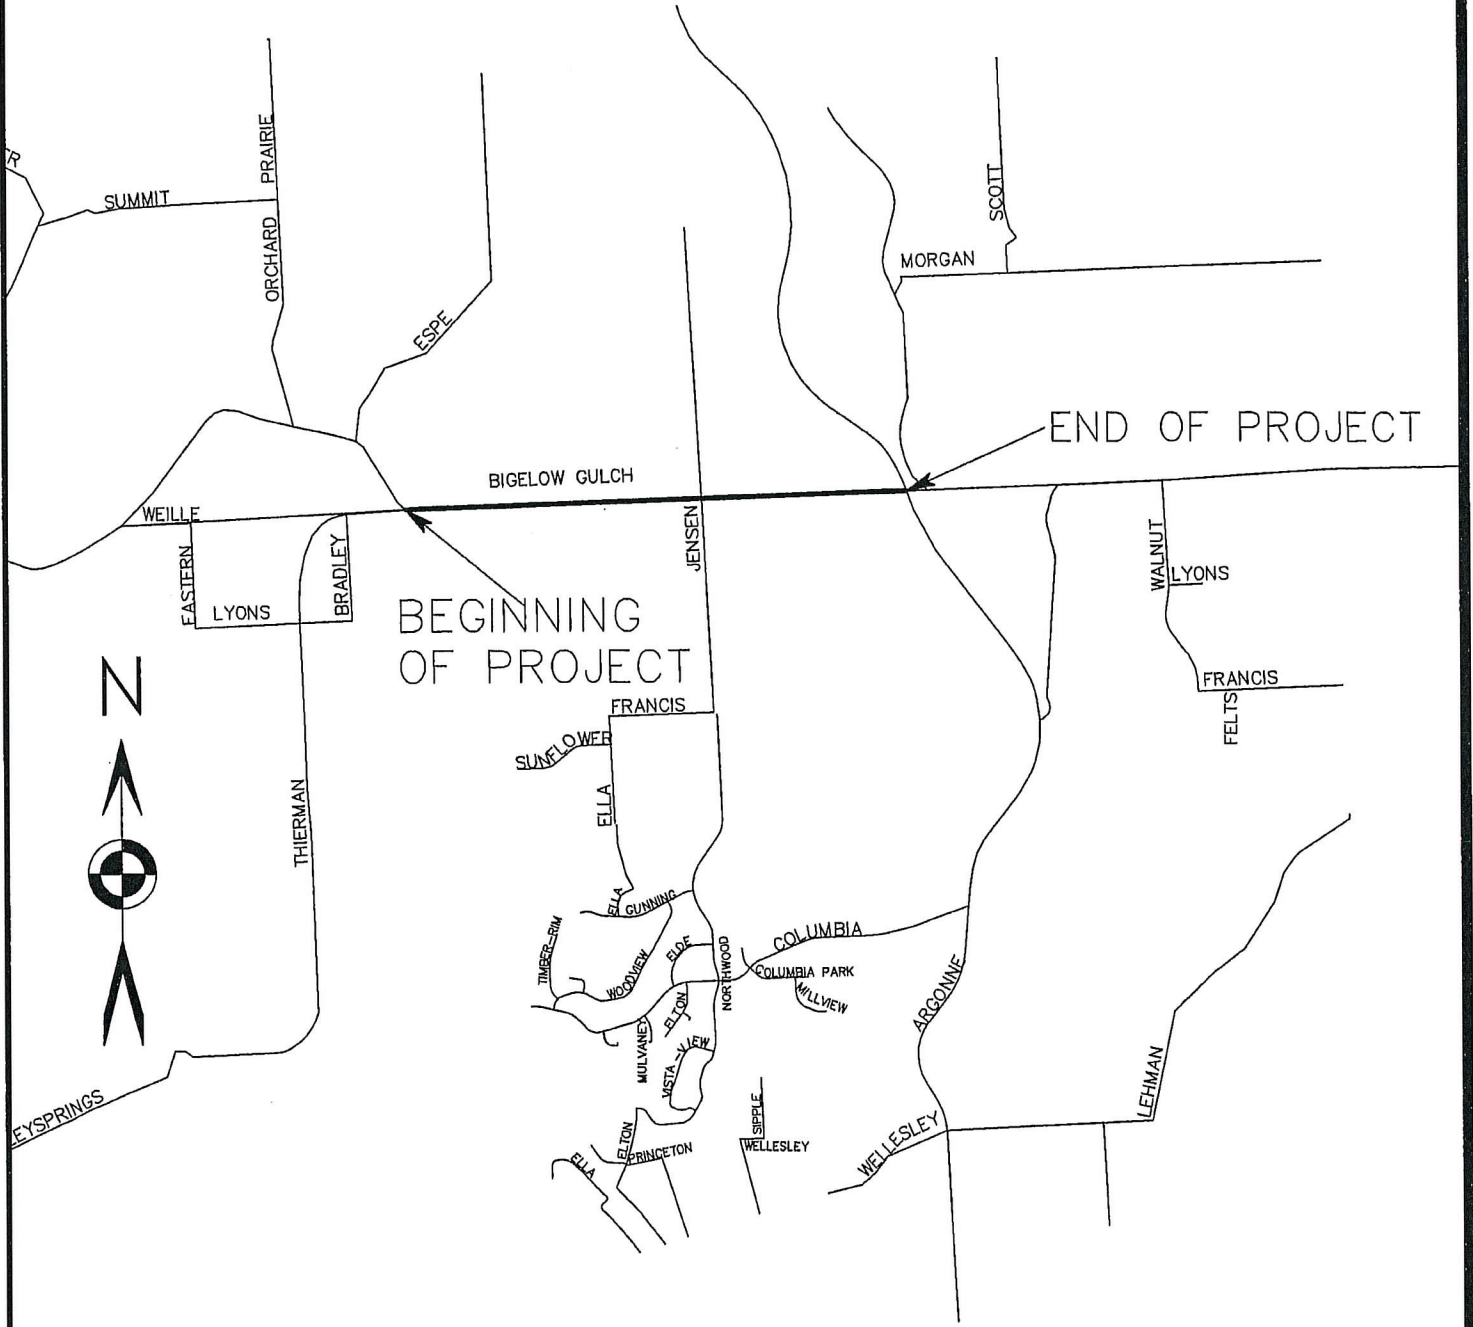 PRAIRIE
SUMMIT
SCOTT
ORCHARD
MORGAN
ESPE
END OF PROJECT
BIGELOW GULCH
WEILLE
JENSEN
WALNUT
EASTERN
BRADLEY
LYONS
LYONS
BEGINNING
OF PROJECT
N
FRANCIS
FRANCIS
FELTS
SUNFLOWER
ELLA
THIERMAN
ELLA
GUNNING
TIMBER-RIM
WOODVIEW
ELDE
NORTHWOOD
COLUMBIA
COLUMBIA PARK
MILLVIEW
ARGONNE
ELTON
MULVANEY
VISTA-VIEW
LEHMAN
EYSPRINGS
SIPPLE
WELLESLEY
WELLESLEY
ELTON
PRINCETON
ELLA